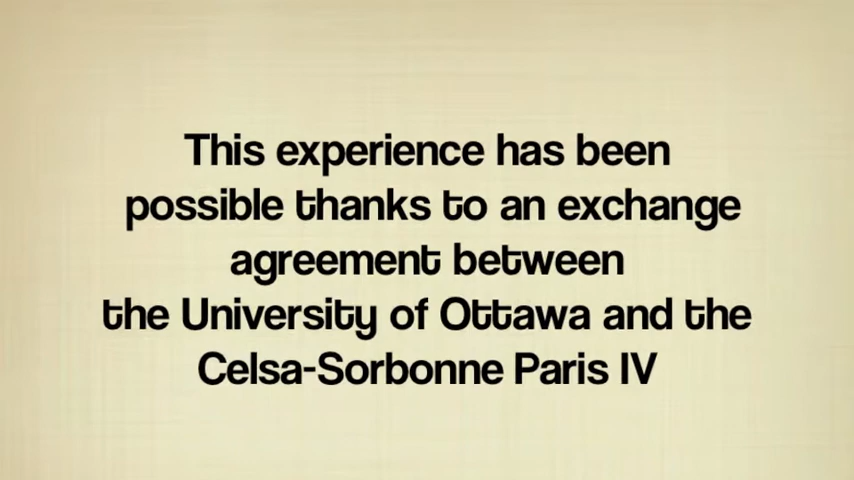 This experience has been
possible thanks to an exchange
agreement between
the University of Ottawa and the
Celsa-Sorbonne Paris IV